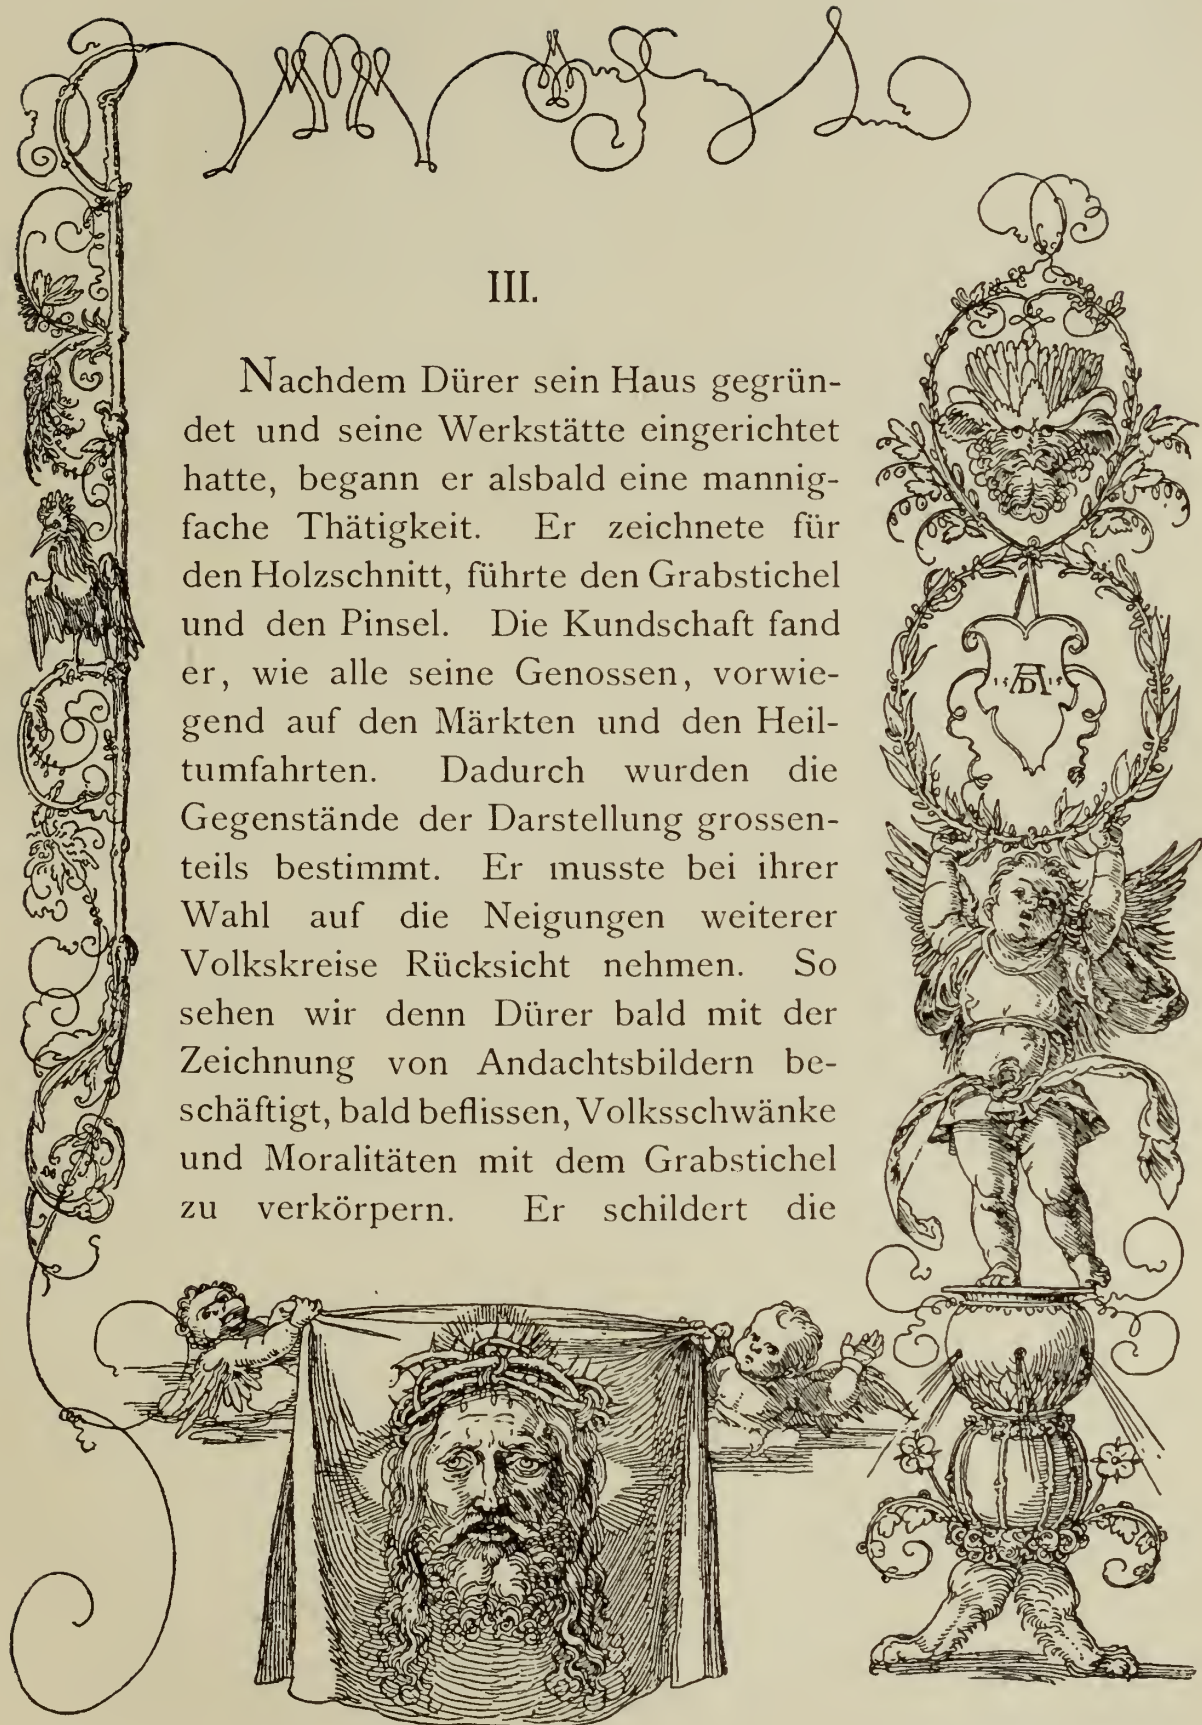 III.
Nachdem Dürer sein Haus gegrün-
det und seine Werkstätte eingerichtet
hatte, begann er alsbald eine mannig-
fache Thätigkeit. Er zeichnete für
den Holzschnitt, führte den Grabstichel
und den Pinsel. Die Kundschaft fand
er, wie alle seine Genossen, vorwie-
gend auf den Märkten und den Heil-
tumfahrten. Dadurch wurden die
Gegenstände der Darstellung grossen-
teils bestimmt. Er musste bei ihrer
Wahl auf die Neigungen weiterer
Volkskreise Rücksicht nehmen. So
sehen wir denn Dürer bald mit der
Zeichnung von Andachtsbildern be-
schäftigt, bald beflissen, Volksschwänke
und Moralitäten mit dem Grabstichel
zu verkörpern. Er schildert die
15 AD 15